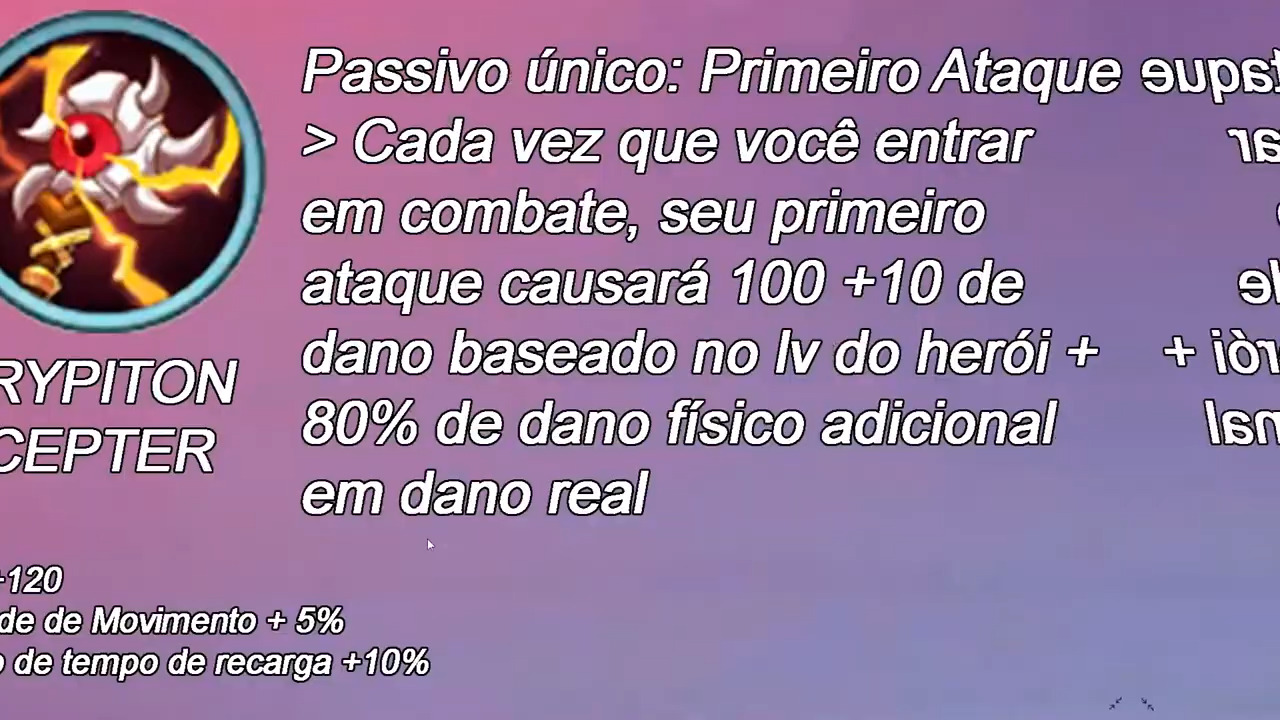 Passivo único: Primeiro Ataque
> Cada vez que você entrar
em combate, seu primeiro
ataque causará 100 +10 de
dano baseado no lv do herói +
80% de dano físico adicional
em dano real
RYPITON
CEPTER
+120
de de Movimento + 5%
o de tempo de recarga +10%